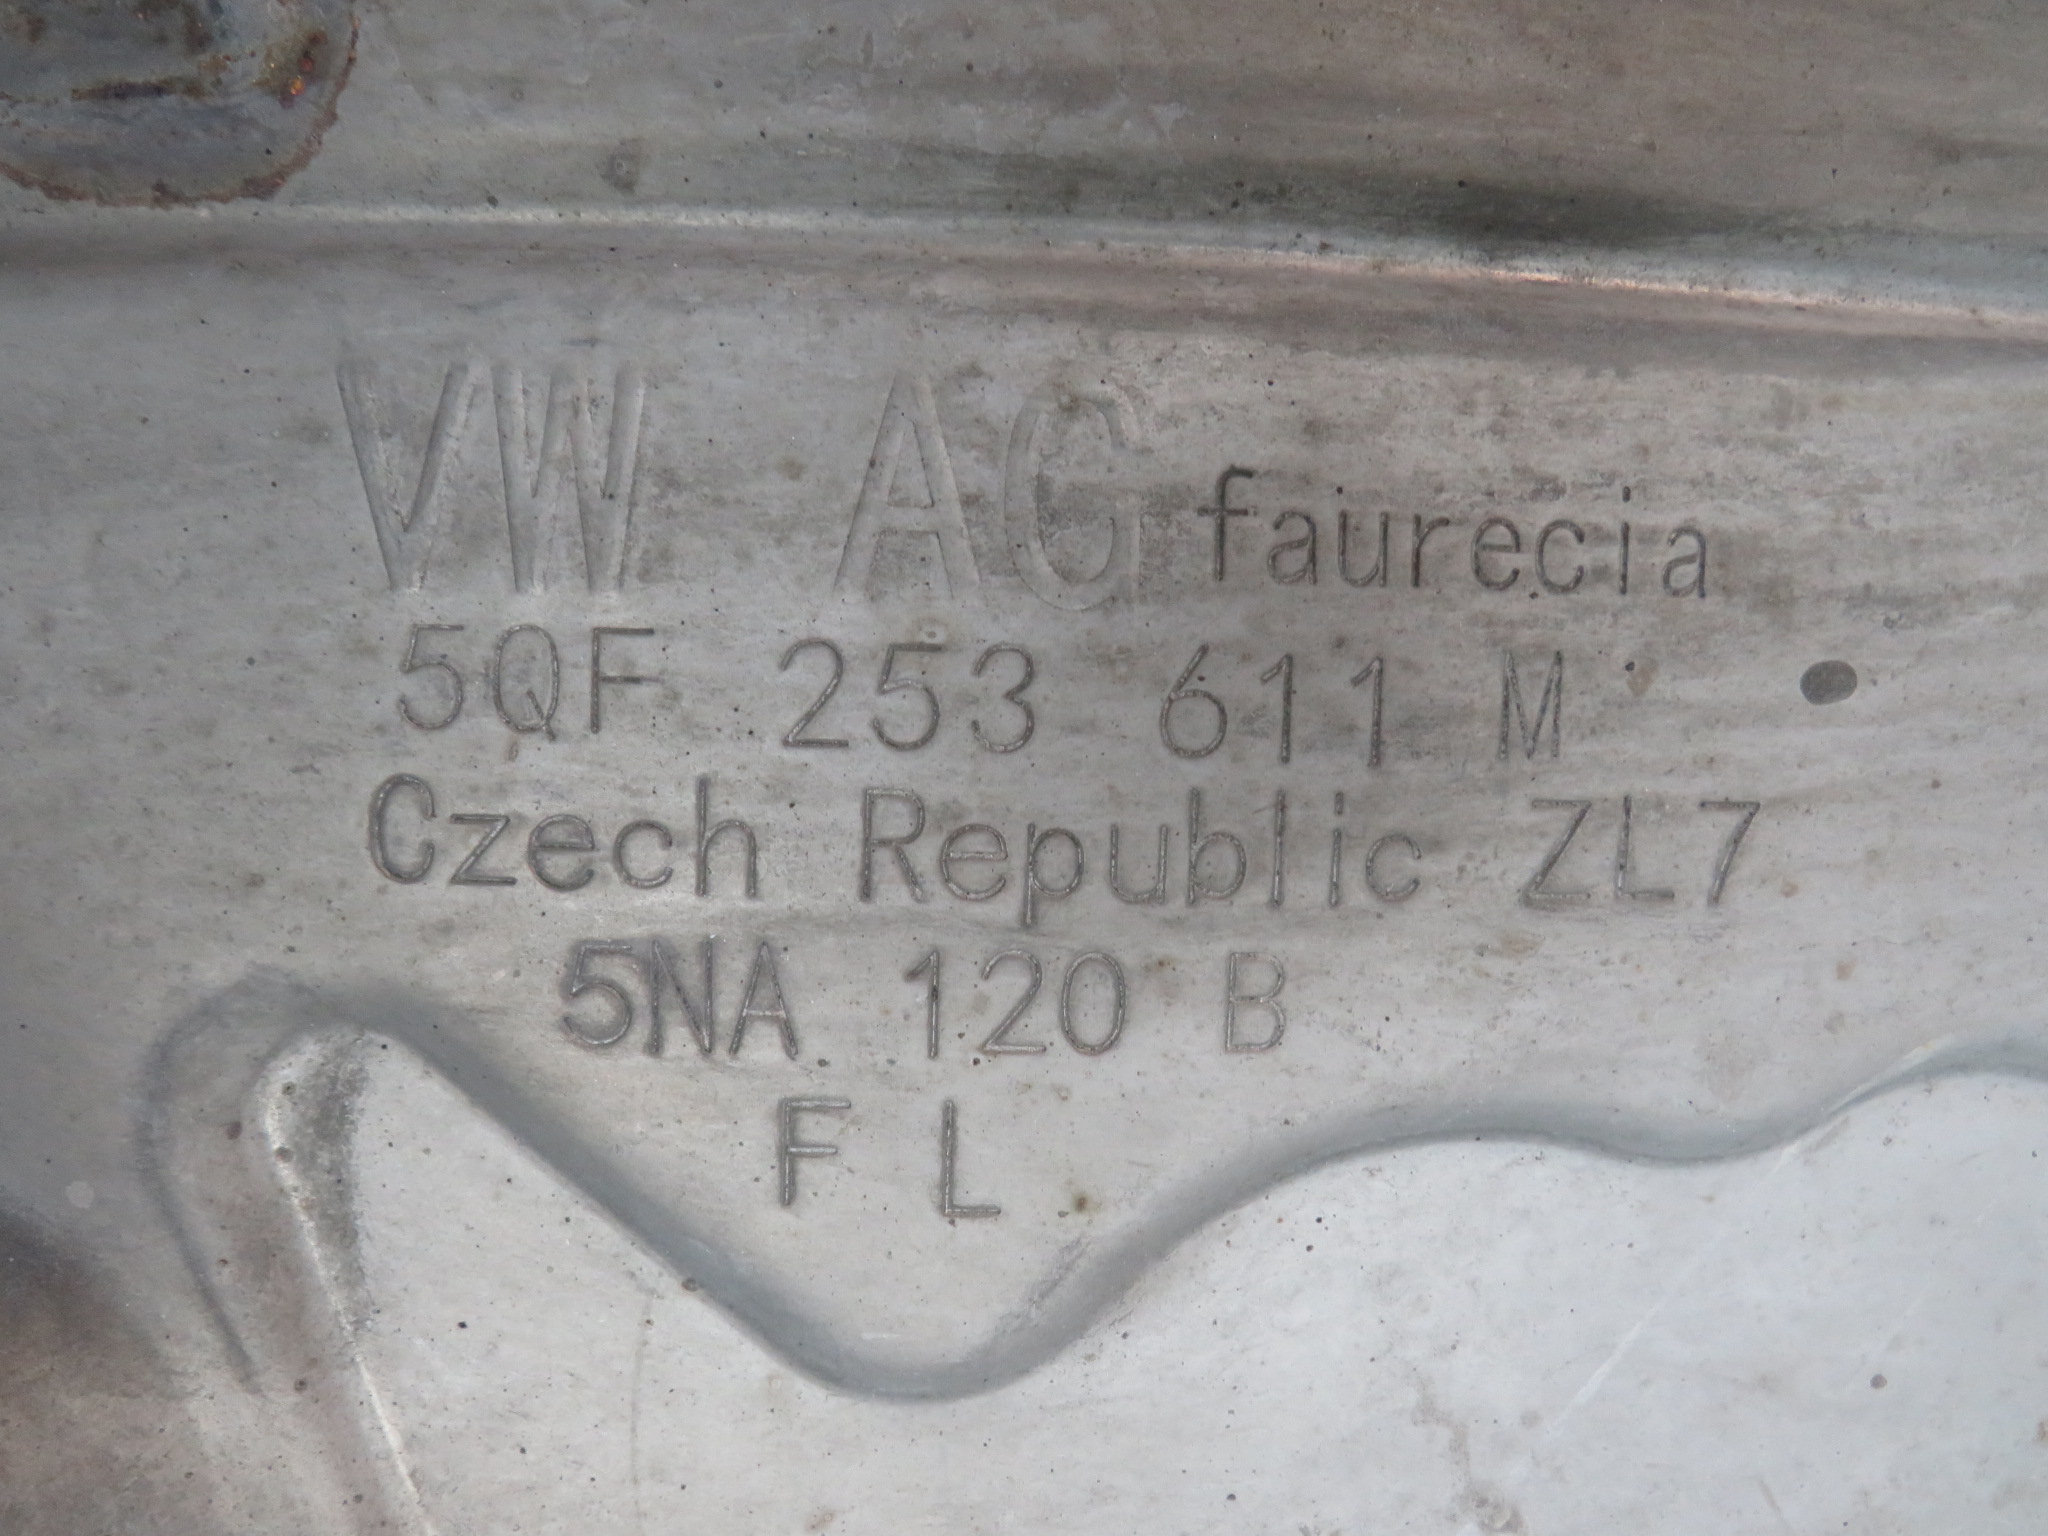 VW AG faurecia
5QF 253 611 M
Czech Republic ZL7
5NA 120 B
F L